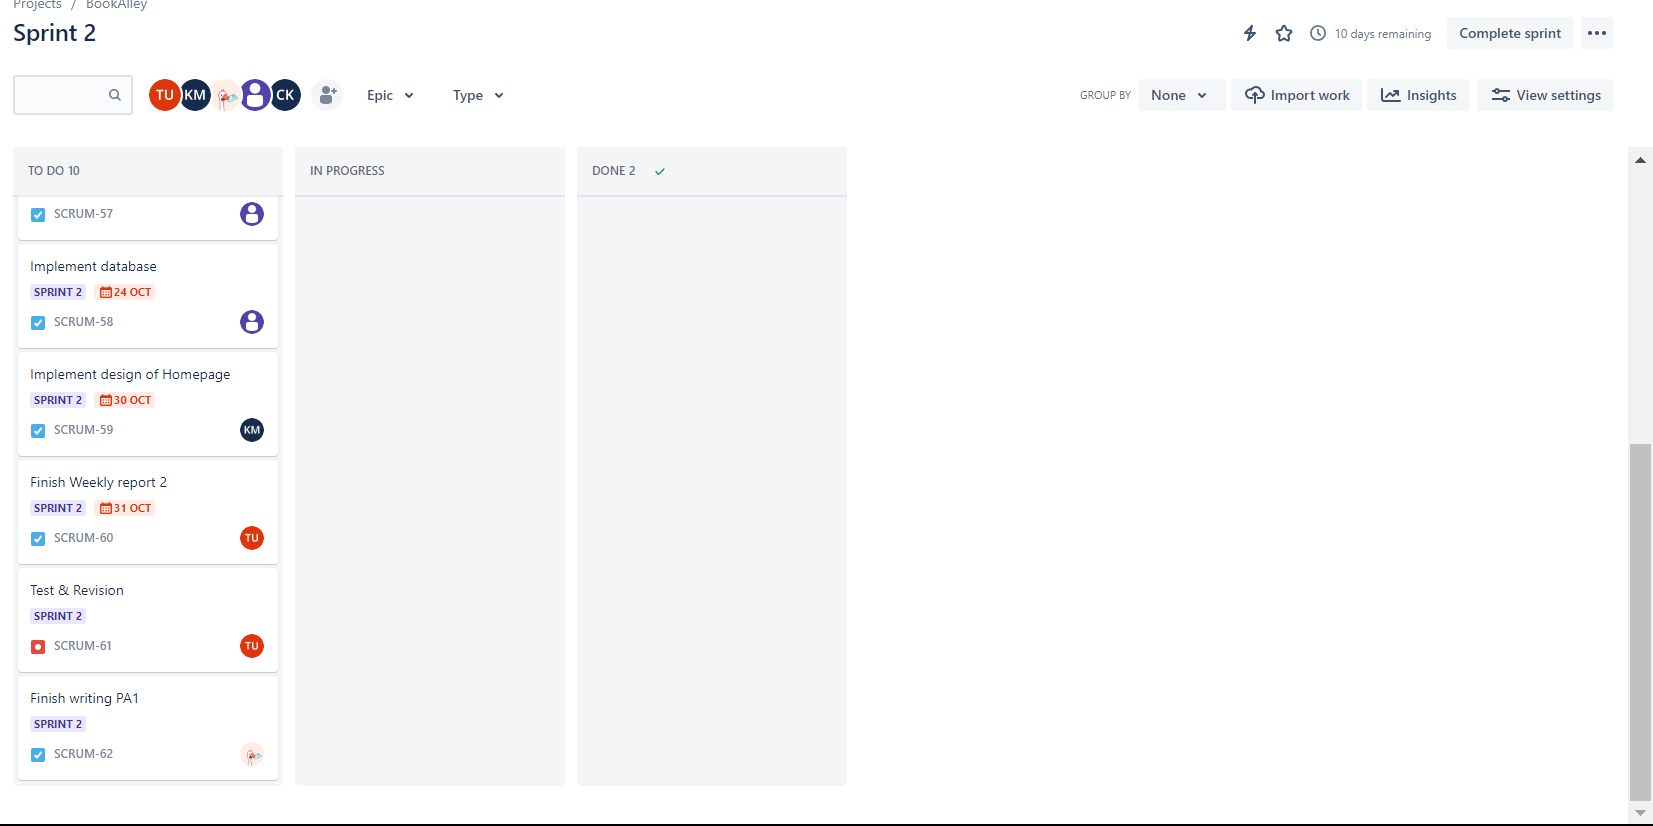 Projects / BookAlley
Sprint 2
10 days remaining
Complete sprint
TU KM CK
Epic
Type
GROUP BY
None
Import work
Insights
View settings
TO DO 10
SCRUM-57
Implement database
SPRINT 2 24 OCT
SCRUM-58
Implement design of Homepage
SPRINT 2 30 OCT
SCRUM-59 KM
Finish Weekly report 2
SPRINT 2 31 OCT
SCRUM-60 TU
Test & Revision
SPRINT 2
SCRUM-61 TU
Finish writing PA1
SPRINT 2
SCRUM-62
IN PROGRESS
DONE 2